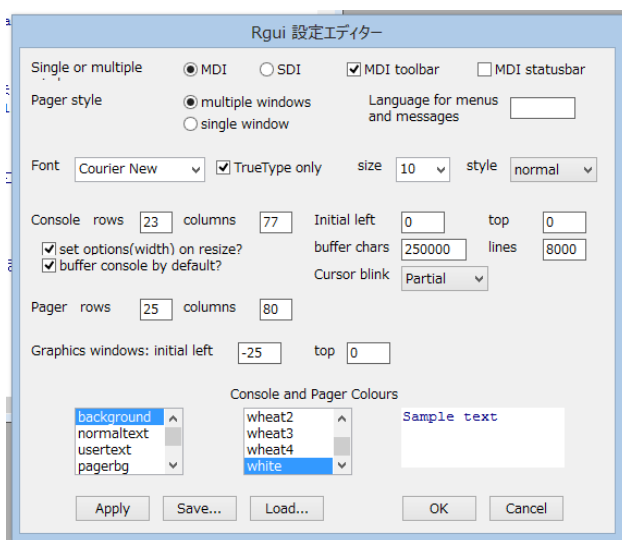 Rgui 設定エディター
Single or multiple MDI SDI MDI toolbar MDI statusbar
Pager style multiple windows Language for menus
single window and messages
Font Courier New TrueType only size 10 style normal
Console rows 23 columns 77 Initial left 0 top 0
set options(width) on resize? buffer chars 250000 lines 8000
buffer console by default? Cursor blink Partial
Pager rows 25 columns 80
Graphics windows: initial left -25 top 0
Console and Pager Colours
background wheat2 Sample text
normaltext wheat3
usertext wheat4
pagerbg white
Apply Save... Load... OK Cancel